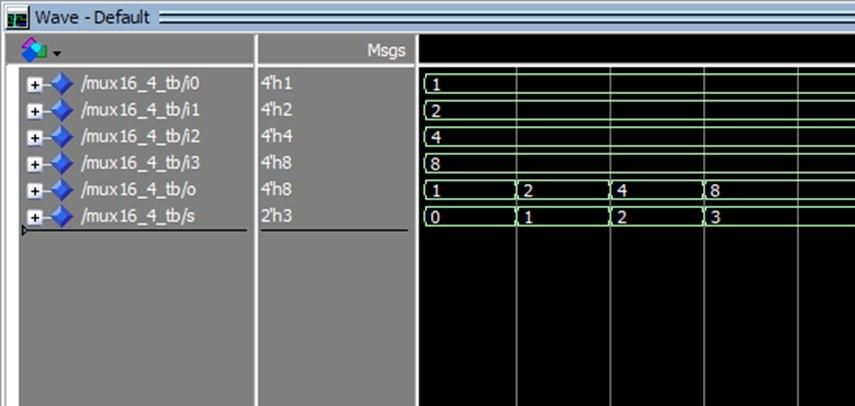 Wave - Default
Msgs
/mux16_4_tb/i0 4'h1 1
/mux16_4_tb/i1 4'h2 2
/mux16_4_tb/i2 4'h4 4
/mux16_4_tb/i3 4'h8 8
/mux16_4_tb/o 4'h8 1 2 4 8
/mux16_4_tb/s 2'h3 0 1 2 3